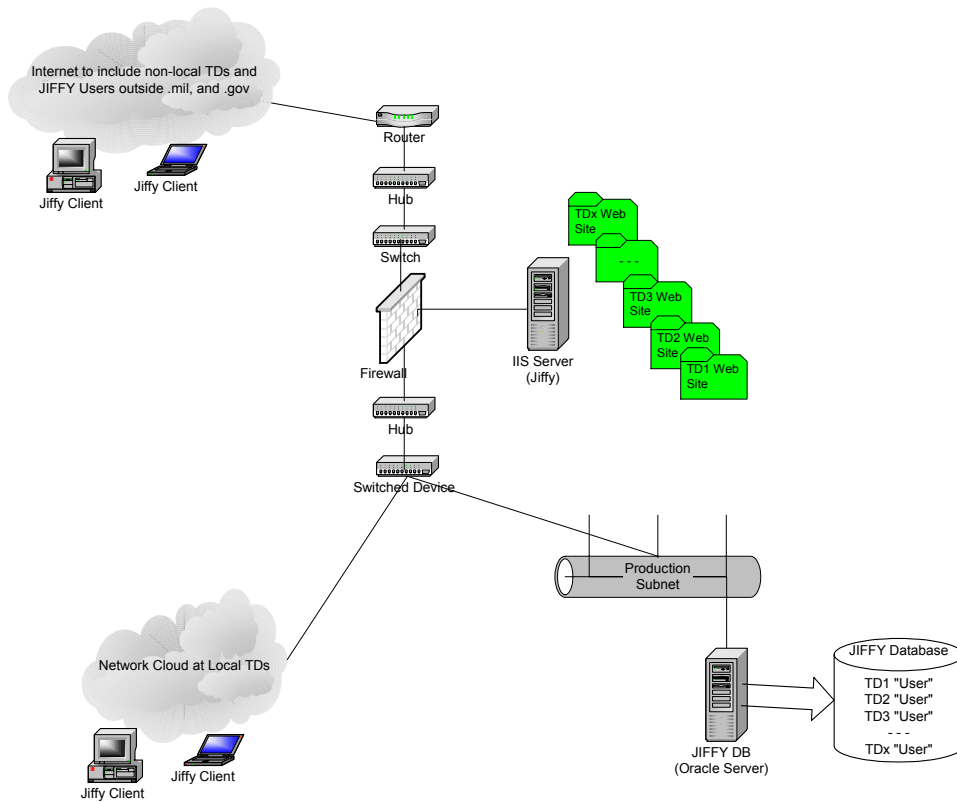 Internet to include non-local TDs and
JIFFY Users outside .mil, and .gov
Jiffy Client
Jiffy Client
Router
Hub
Switch
Firewall
IIS Server
(Jiffy)
TDx Web
Site
- - -
TD3 Web
Site
TD2 Web
Site
TD1 Web
Site
Hub
Switched Device
Production
Subnet
Network Cloud at Local TDs
Jiffy Client
Jiffy Client
JIFFY DB
(Oracle Server)
JIFFY Database
TD1 "User"
TD2 "User"
TD3 "User"
- - -
TDx "User"